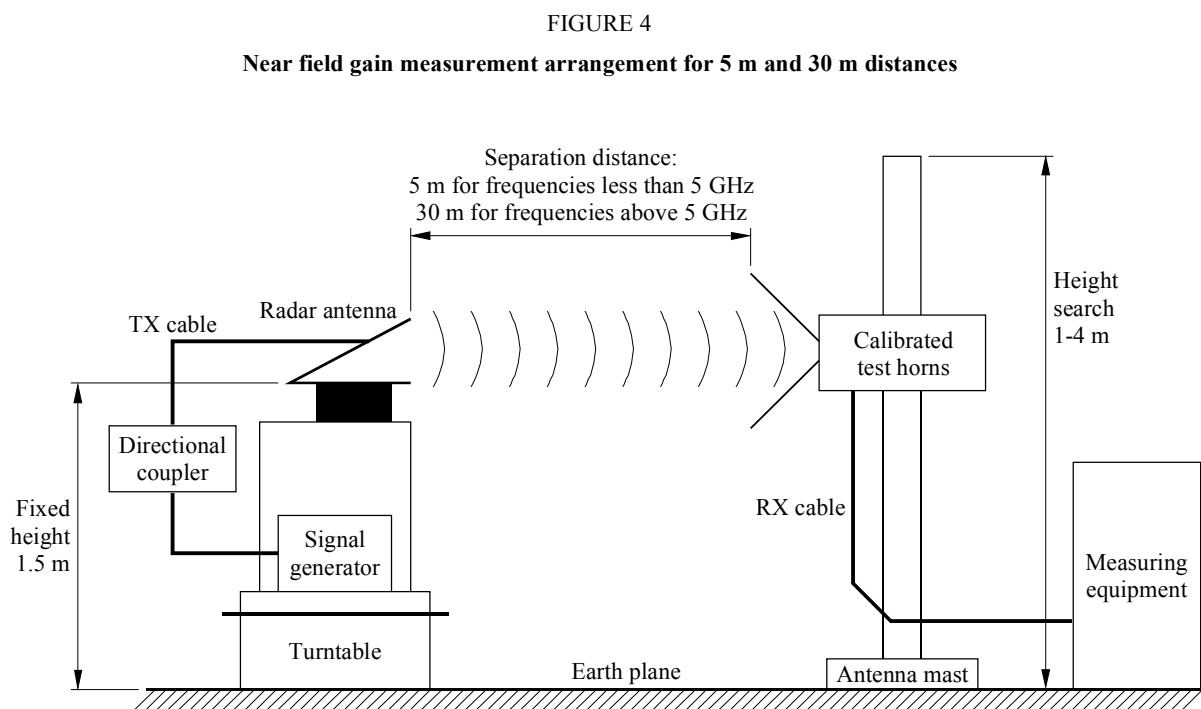 FIGURE 4
Near field gain measurement arrangement for 5 m and 30 m distances
Separation distance:
5 m for frequencies less than 5 GHz
30 m for frequencies above 5 GHz
Radar antenna
TX cable
Height
search
1-4 m
Calibrated
test horns
Directional
coupler
Fixed
height
1.5 m
RX cable
Signal
generator
Measuring
equipment
Turntable
Earth plane
Antenna mast